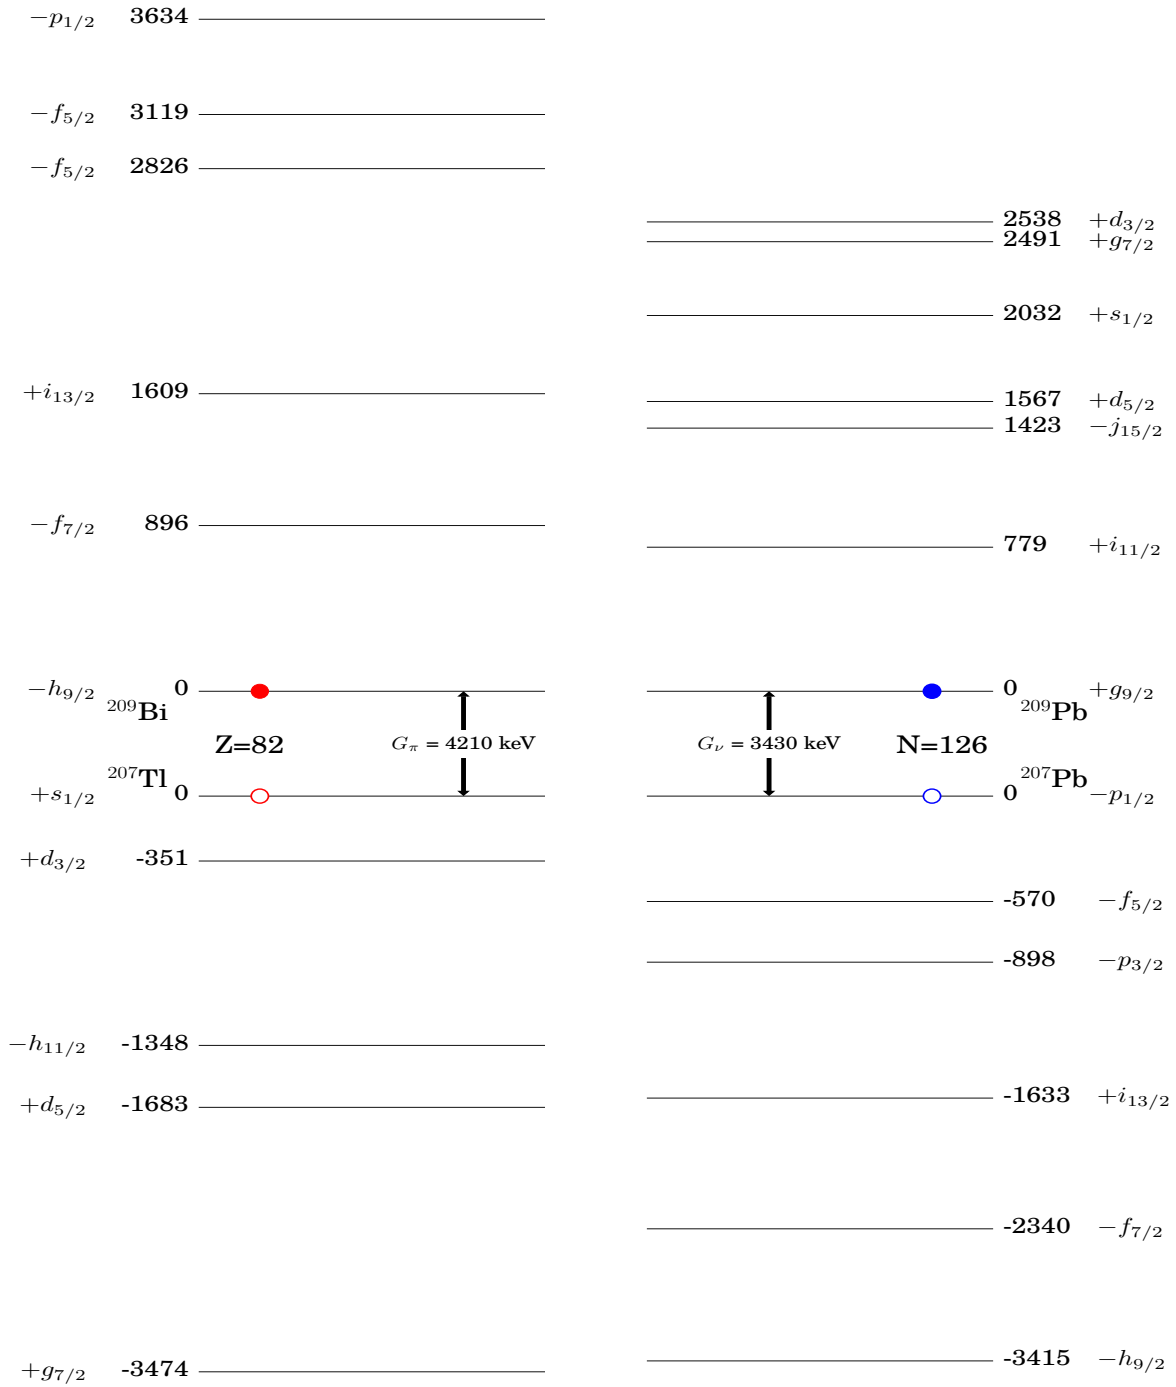 −p1/2 3634
−f5/2 3119
−f5/2 2826
2538 +d3/2
2491 +g7/2
2032 +s1/2
+i13/2 1609
1567 +d5/2
1423 −j15/2
−f7/2 896
779 +i11/2
−h9/2 0
0 +g9/2
209Bi
209Pb
Z=82
Gπ = 4210 keV
Gν = 3430 keV
N=126
207Tl
207Pb
+s1/2 0
0 −p1/2
+d3/2 -351
-570 −f5/2
-898 −p3/2
−h11/2 -1348
-1633 +i13/2
+d5/2 -1683
-2340 −f7/2
-3415 −h9/2
+g7/2 -3474